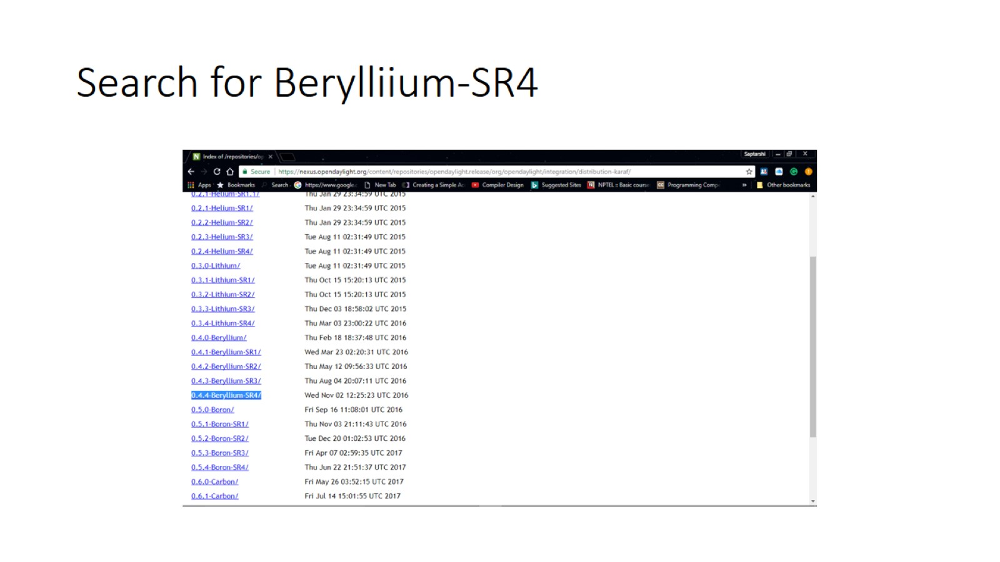 Search for Berylliiium-SR4
Index of /repositories/op
Saptarshi
Secure https://nexus.opendaylight.org/content/repositories/opendaylight.release/org/opendaylight/integration/distribution-karaf/
Apps Bookmarks Search https://www.google.c New Tab Creating a Simple Ac Compiler Design Suggested Sites NPTEL :: Basic course Programming Comp » Other bookmarks
0.2.1-Helium-SR1.1/ Thu Jan 29 23:34:59 UTC 2015
0.2.1-Helium-SR1/ Thu Jan 29 23:34:59 UTC 2015
0.2.2-Helium-SR2/ Thu Jan 29 23:34:59 UTC 2015
0.2.3-Helium-SR3/ Tue Aug 11 02:31:49 UTC 2015
0.2.4-Helium-SR4/ Tue Aug 11 02:31:49 UTC 2015
0.3.0-Lithium/ Tue Aug 11 02:31:49 UTC 2015
0.3.1-Lithium-SR1/ Thu Oct 15 15:20:13 UTC 2015
0.3.2-Lithium-SR2/ Thu Oct 15 15:20:13 UTC 2015
0.3.3-Lithium-SR3/ Thu Dec 03 18:58:02 UTC 2015
0.3.4-Lithium-SR4/ Thu Mar 03 23:00:22 UTC 2016
0.4.0-Beryllium/ Thu Feb 18 18:37:48 UTC 2016
0.4.1-Beryllium-SR1/ Wed Mar 23 02:20:31 UTC 2016
0.4.2-Beryllium-SR2/ Thu May 12 09:56:33 UTC 2016
0.4.3-Beryllium-SR3/ Thu Aug 04 20:07:11 UTC 2016
0.4.4-Beryllium-SR4/ Wed Nov 02 12:25:23 UTC 2016
0.5.0-Boron/ Fri Sep 16 11:08:01 UTC 2016
0.5.1-Boron-SR1/ Thu Nov 03 21:11:43 UTC 2016
0.5.2-Boron-SR2/ Tue Dec 20 01:02:53 UTC 2016
0.5.3-Boron-SR3/ Fri Apr 07 02:59:35 UTC 2017
0.5.4-Boron-SR4/ Thu Jun 22 21:51:37 UTC 2017
0.6.0-Carbon/ Fri May 26 03:52:15 UTC 2017
0.6.1-Carbon/ Fri Jul 14 15:01:55 UTC 2017